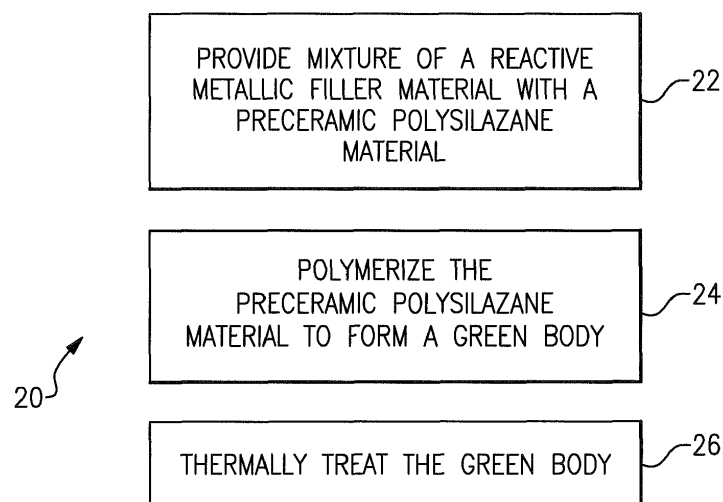 PROVIDE MIXTURE OF A REACTIVE
METALLIC FILLER MATERIAL WITH A
PRECERAMIC POLYSILAZANE
MATERIAL
22
POLYMERIZE THE
PRECERAMIC POLYSILAZANE
MATERIAL TO FORM A GREEN BODY
24
20
THERMALLY TREAT THE GREEN BODY
26